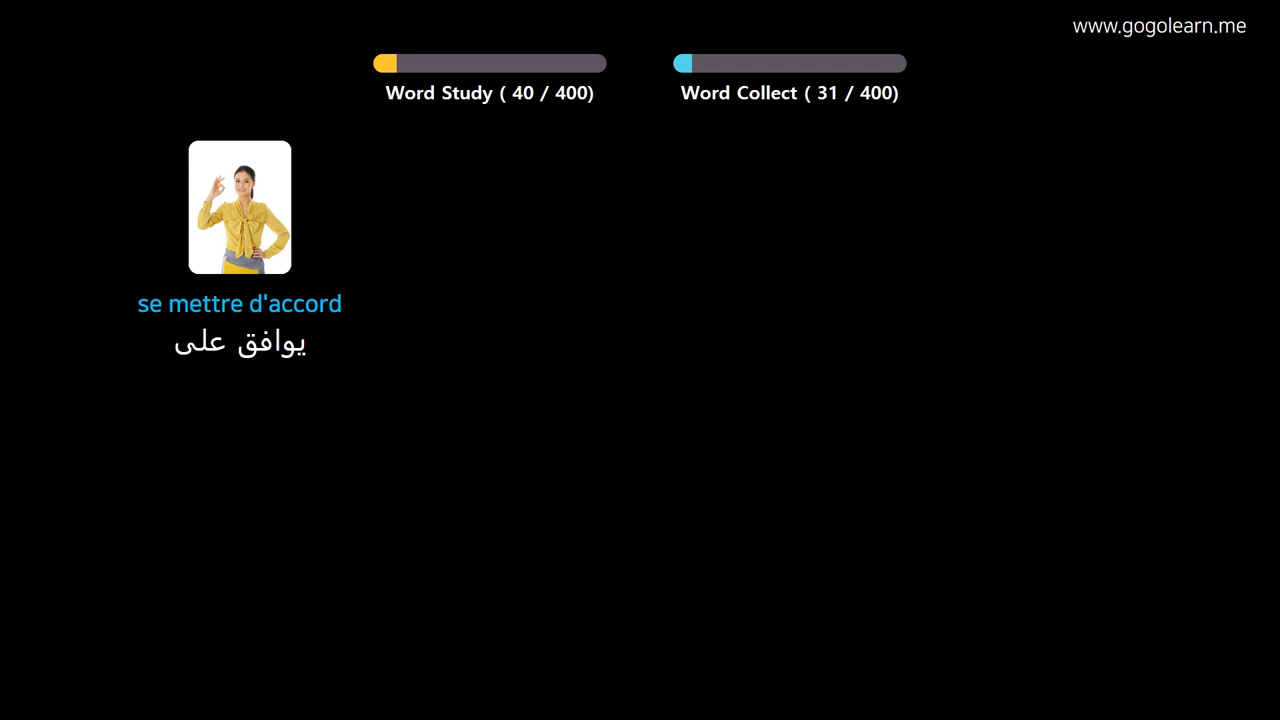 www.gogolearn.me
Word Study ( 40 / 400)
Word Collect ( 31 / 400)
se mettre d'accord
يوافق على